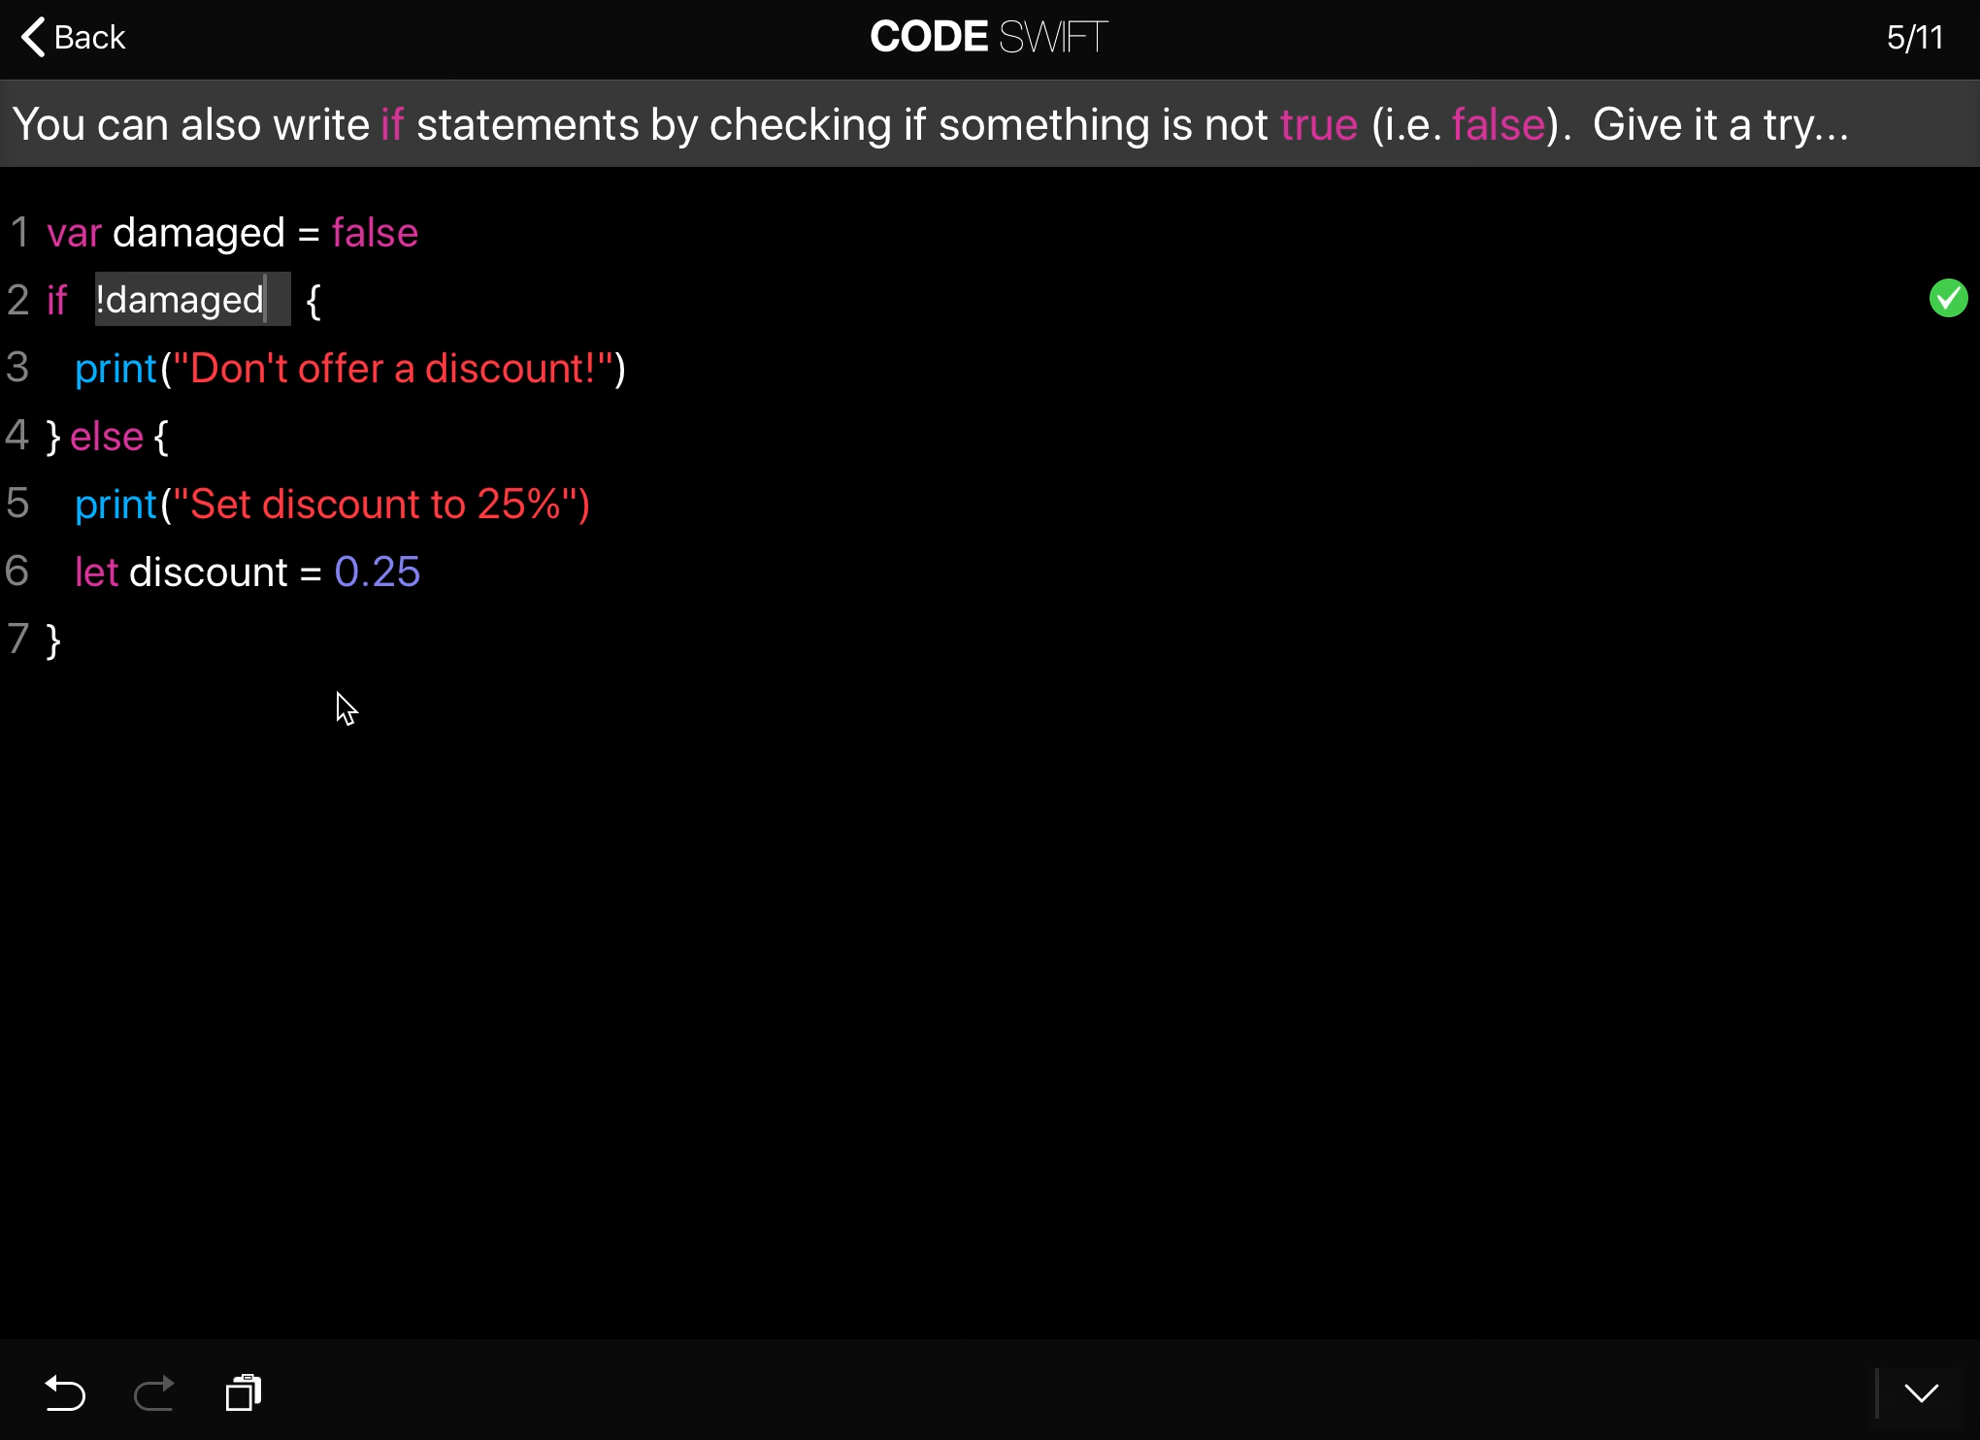 Back
CODE SWIFT
5/11
You can also write if statements by checking if something is not true (i.e. false).  Give it a try...
1 var damaged = false
2 if !damaged {
3 print("Don't offer a discount!")
4 } else {
5 print("Set discount to 25%")
6 let discount = 0.25
7 }